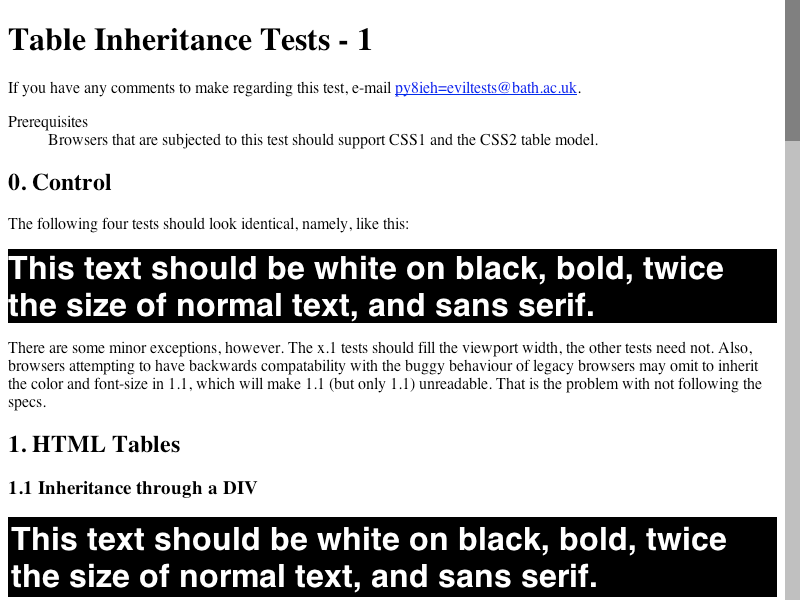 Table Inheritance Tests - 1
If you have any comments to make regarding this test, e-mail py8ieh=eviltests@bath.ac.uk.
Prerequisites
Browsers that are subjected to this test should support CSS1 and the CSS2 table model.
0. Control
The following four tests should look identical, namely, like this:
This text should be white on black, bold, twice
the size of normal text, and sans serif.
There are some minor exceptions, however. The x.1 tests should fill the viewport width, the other tests need not. Also,
browsers attempting to have backwards compatability with the buggy behaviour of legacy browsers may omit to inherit
the color and font-size in 1.1, which will make 1.1 (but only 1.1) unreadable. That is the problem with not following the
specs.
1. HTML Tables
1.1 Inheritance through a DIV
This text should be white on black, bold, twice
the size of normal text, and sans serif.